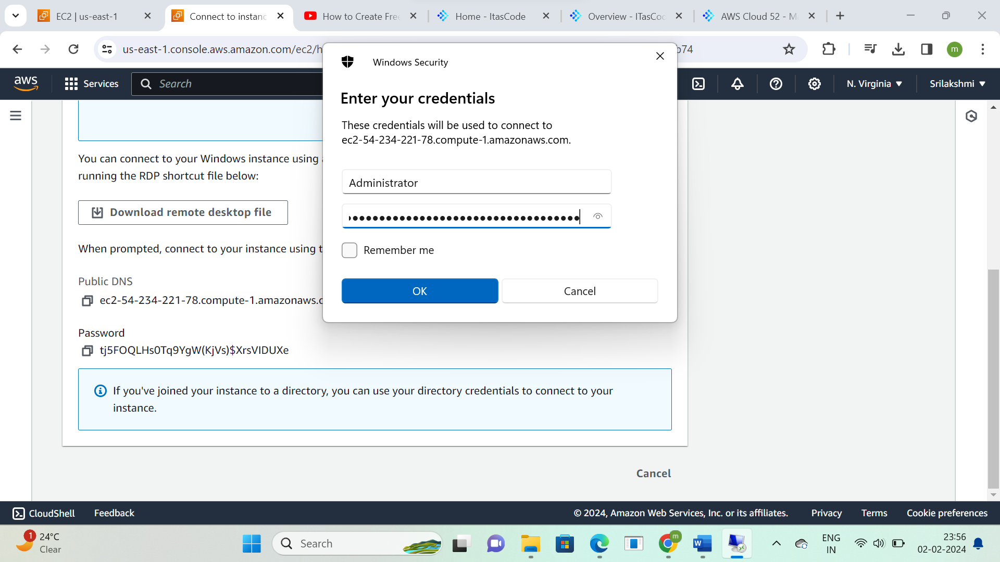 EC2 | us-east-1
Connect to instanc
How to Create Fre
Home - ItasCode
Overview - ITasCoc
AWS Cloud 52 - M
us-east-1.console.aws.amazon.com/ec2/h
b74
m
aws
Services
Search
N. Virginia
Srilakshmi
Windows Security
Enter your credentials
These credentials will be used to connect to
ec2-54-234-221-78.compute-1.amazonaws.com.
Administrator
Remember me
OK
Cancel
You can connect to your Windows instance using
running the RDP shortcut file below:
Download remote desktop file
When prompted, connect to your instance using t
Public DNS
ec2-54-234-221-78.compute-1.amazonaws.c
Password
tj5FOQLHs0Tq9YgW(KjVs)$XrsVIDUXe
If you've joined your instance to a directory, you can use your directory credentials to connect to your
instance.
Cancel
CloudShell
Feedback
© 2024, Amazon Web Services, Inc. or its affiliates.
Privacy
Terms
Cookie preferences
1
24°C
Clear
Search
m
W
ENG
IN
23:56
02-02-2024